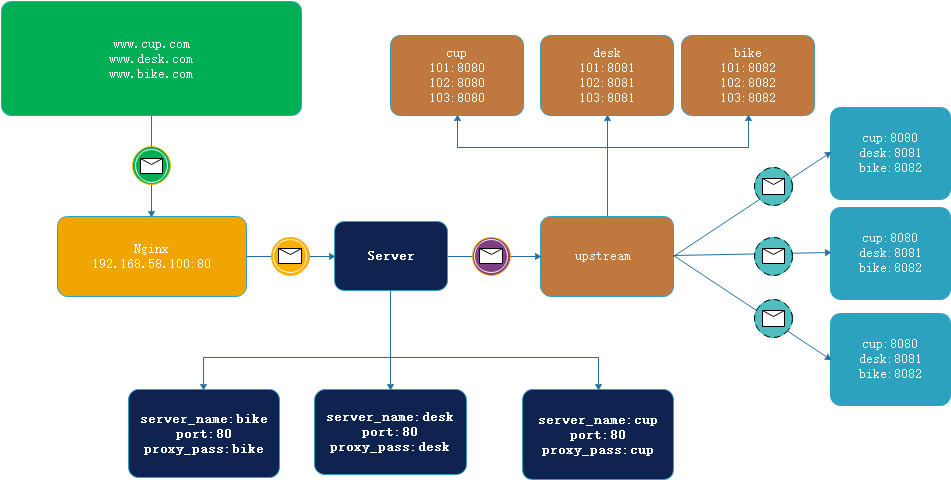 www.cup.com
www.desk.com
www.bike.com
cup
101:8080
102:8080
103:8080
desk
101:8081
102:8081
103:8081
bike
101:8082
102:8082
103:8082
cup:8080
desk:8081
bike:8082
Nginx
192.168.58.100:80
Server
upstream
cup:8080
desk:8081
bike:8082
cup:8080
desk:8081
bike:8082
server_name:bike
port:80
proxy_pass:bike
server_name:desk
port:80
proxy_pass:desk
server_name:cup
port:80
proxy_pass:cup